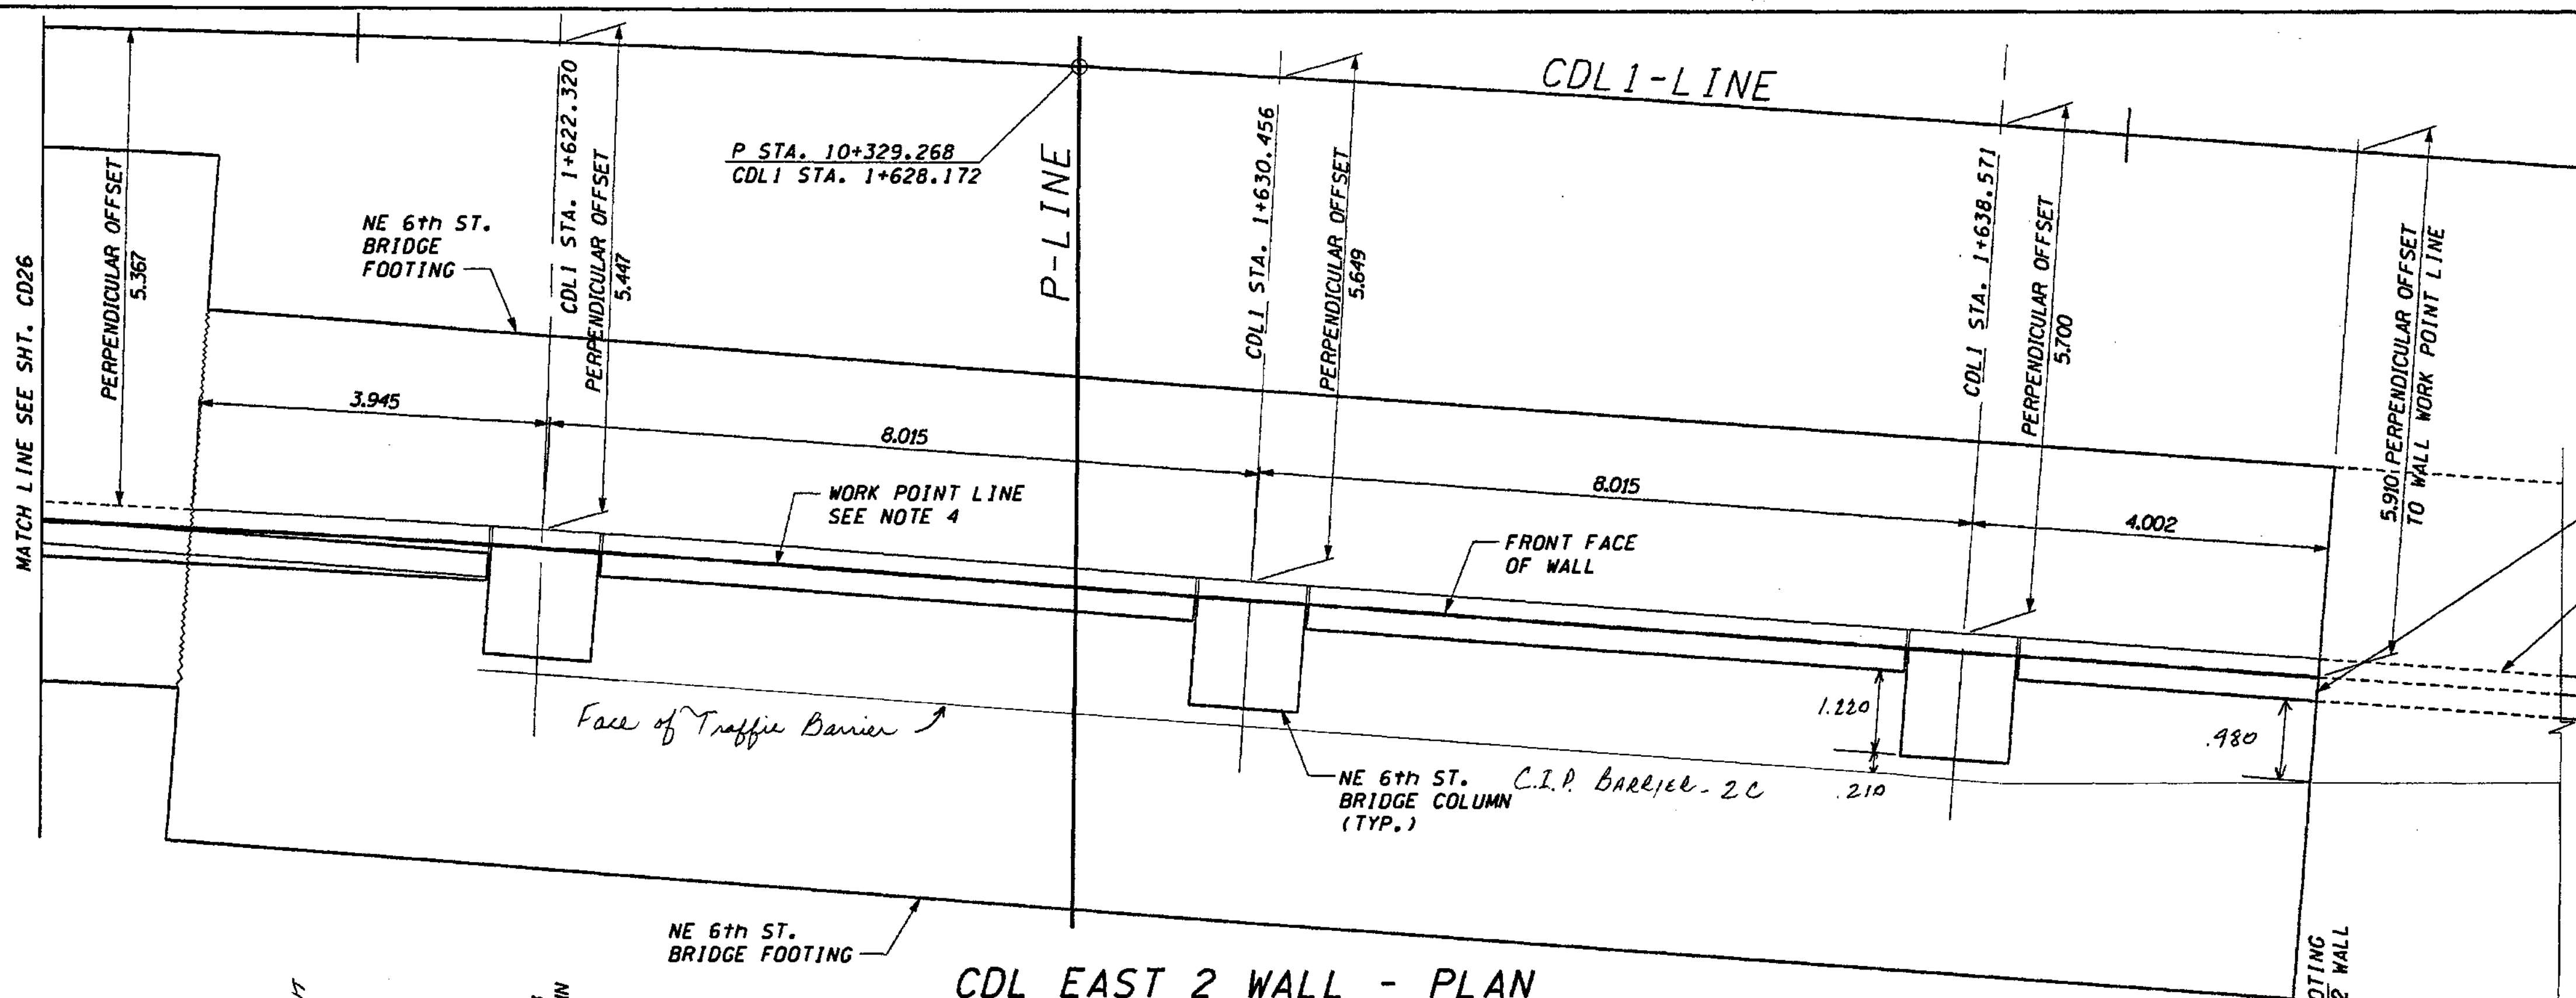 MATCH LINE SEE SHT. CD26
PERPENDICULAR OFFSET
5.367
CDL1 STA. 1+622.320
PERPENDICULAR OFFSET
5.447
P STA. 10+329.268
CDL1 STA. 1+628.172
P-LINE
CDL1-LINE
CDL1 STA. 1+630.456
PERPENDICULAR OFFSET
5.649
CDL1 STA. 1+638.571
PERPENDICULAR OFFSET
5.700
5.910 PERPENDICULAR OFFSET
TO WALL WORK POINT LINE
NE 6th ST.
BRIDGE
FOOTING
3.945
8.015
8.015
4.002
WORK POINT LINE
SEE NOTE 4
FRONT FACE
OF WALL
Face of Traffic Barrier
1.220
.210
.980
NE 6th ST.
BRIDGE COLUMN
(TYP.)
C.I.P. BARRIER-2C
NE 6th ST.
BRIDGE FOOTING
CDL EAST 2 WALL - PLAN
OTING
2 WALL